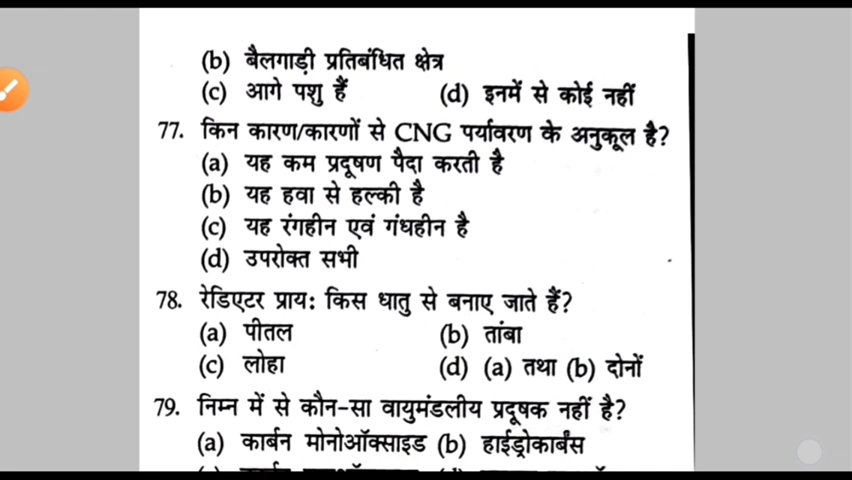 (b) बैलगाड़ी प्रतिबंधित क्षेत्र
(c) आगे पशु हैं (d) इनमें से कोई नहीं
77. किन कारण/कारणों से CNG पर्यावरण के अनुकूल है?
(a) यह कम प्रदूषण पैदा करती है
(b) यह हवा से हल्की है
(c) यह रंगहीन एवं गंधहीन है
(d) उपरोक्त सभी
78. रेडिएटर प्राय: किस धातु से बनाए जाते हैं?
(a) पीतल (b) तांबा
(c) लोहा (d) (a) तथा (b) दोनों
79. निम्न में से कौन-सा वायुमंडलीय प्रदूषक नहीं है?
(a) कार्बन मोनोऑक्साइड (b) हाईड्रोकार्बंस